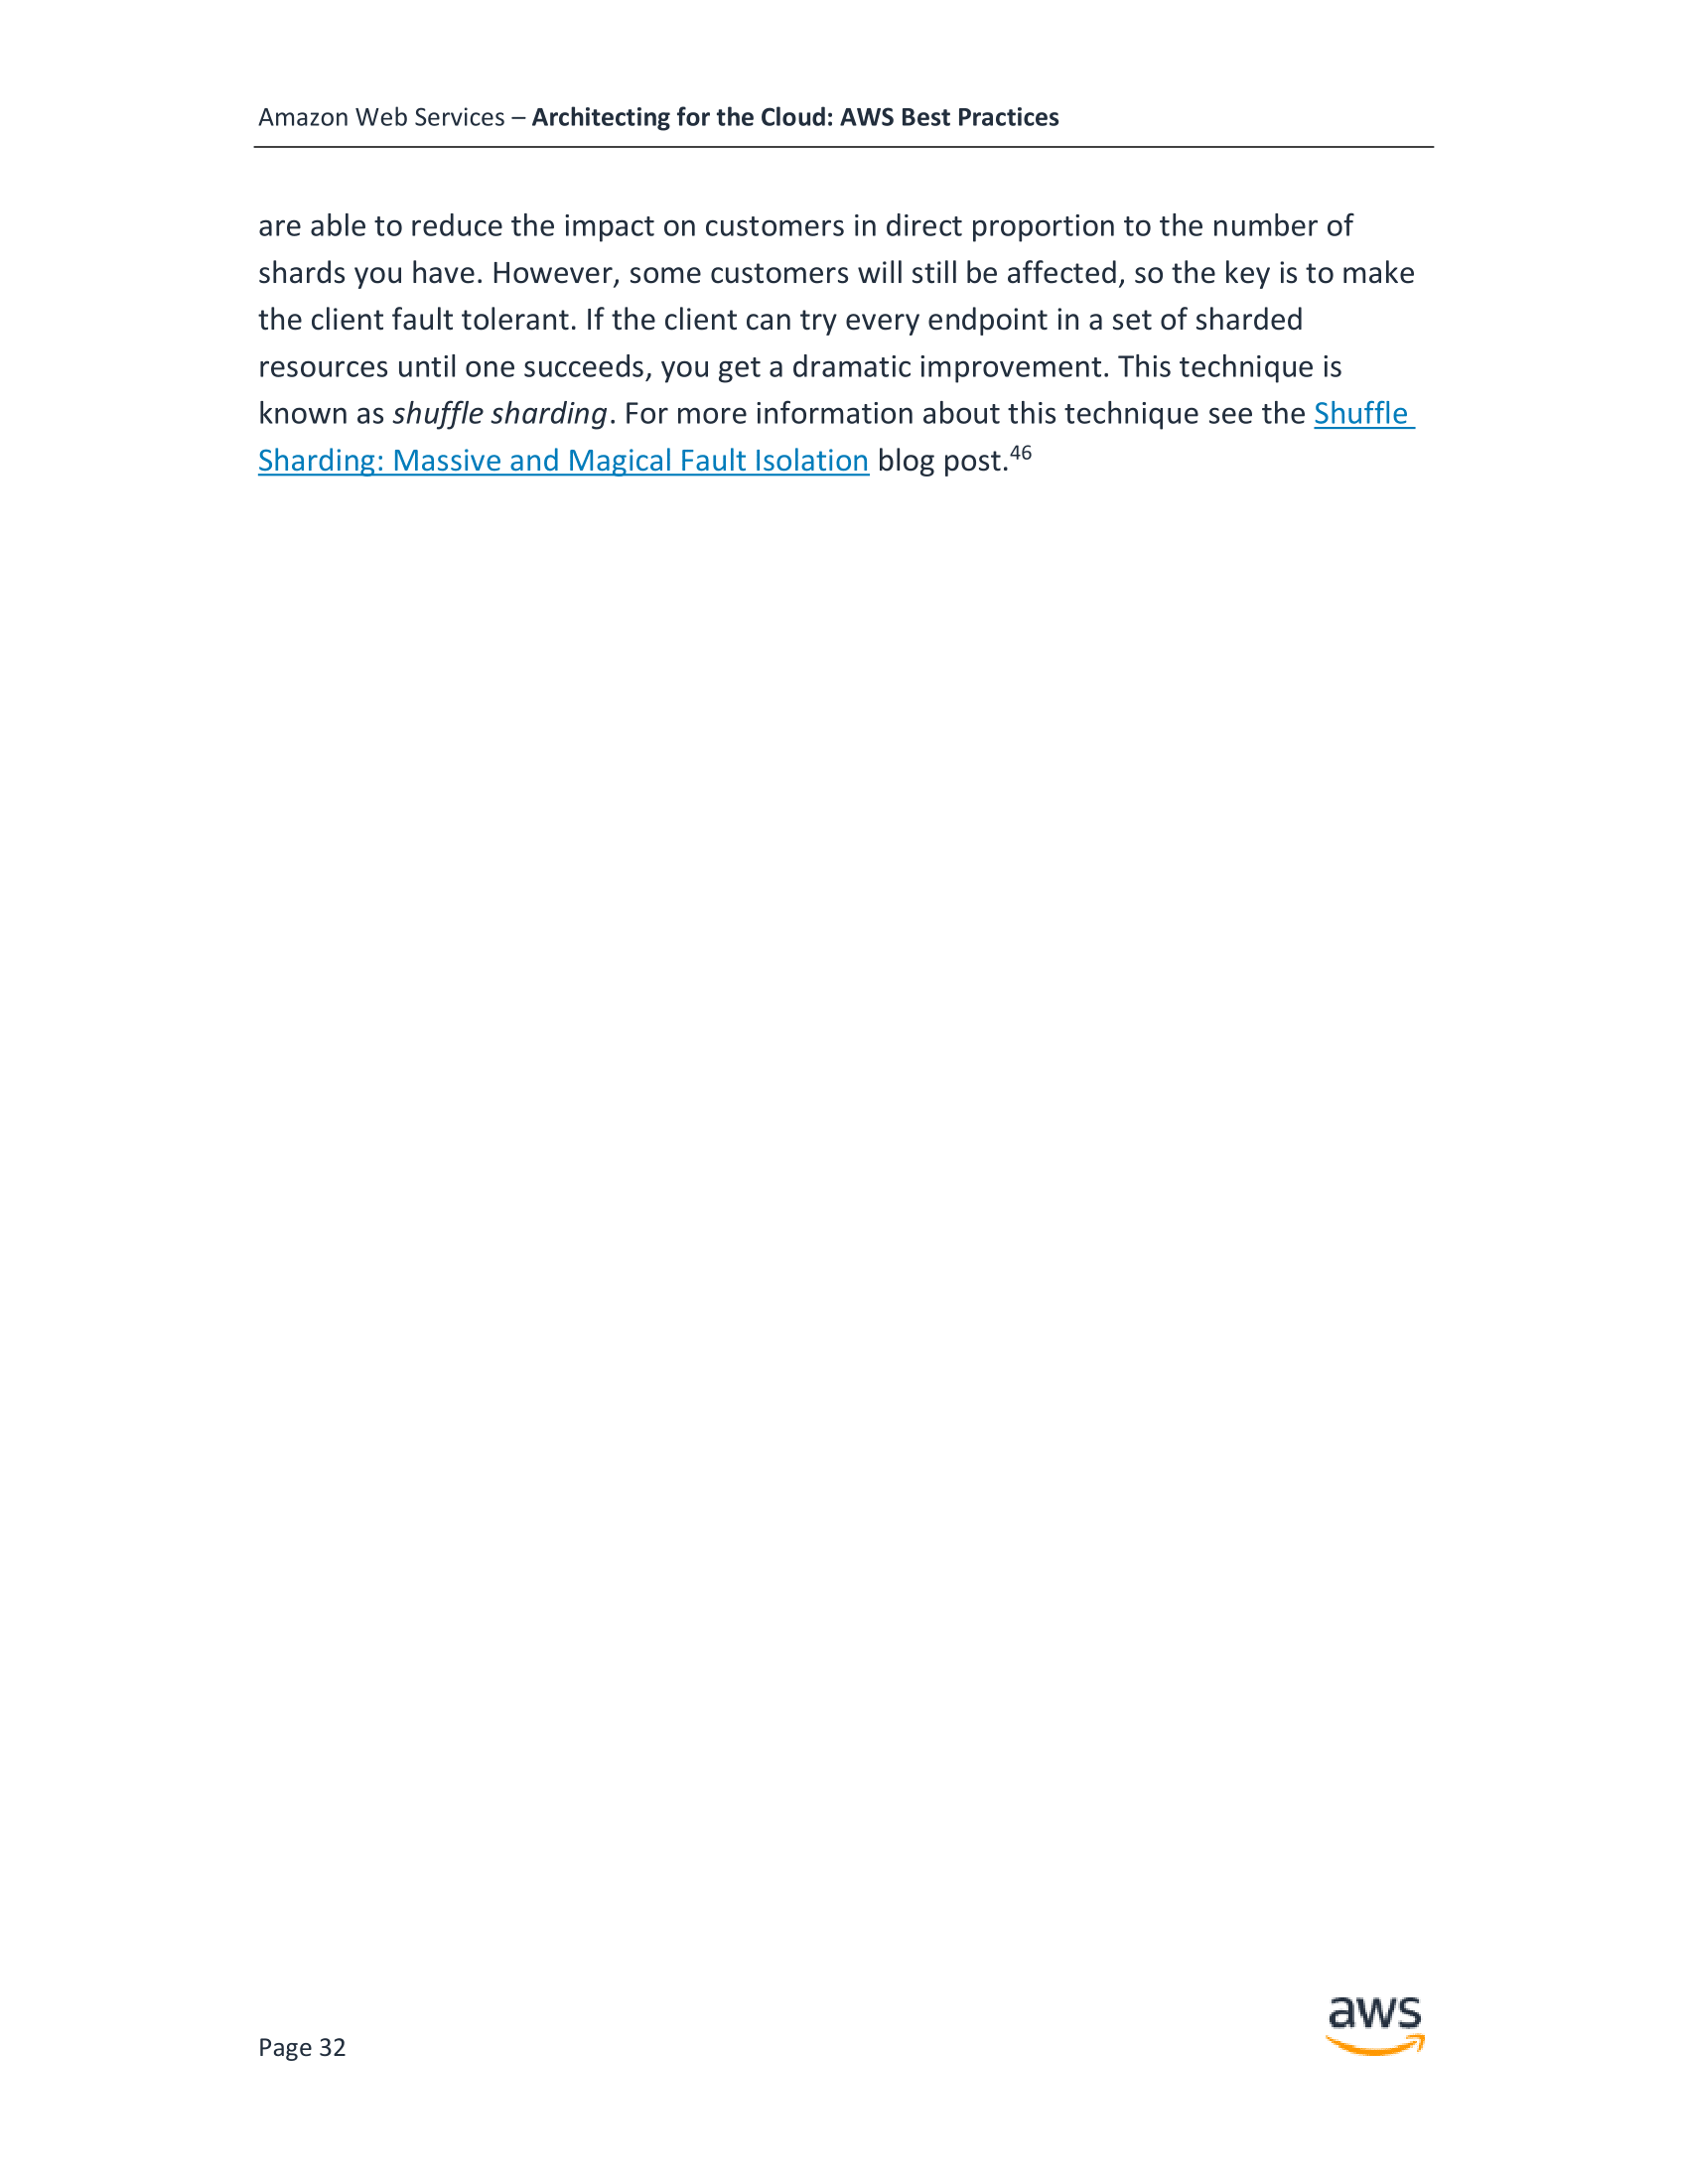 Amazon Web Services – Architecting for the Cloud: AWS Best Practices
are able to reduce the impact on customers in direct proportion to the number of
shards you have. However, some customers will still be affected, so the key is to make
the client fault tolerant. If the client can try every endpoint in a set of sharded
resources until one succeeds, you get a dramatic improvement. This technique is
known as shuffle sharding. For more information about this technique see the Shuffle
Sharding: Massive and Magical Fault Isolation blog post.46
aws
Page 32